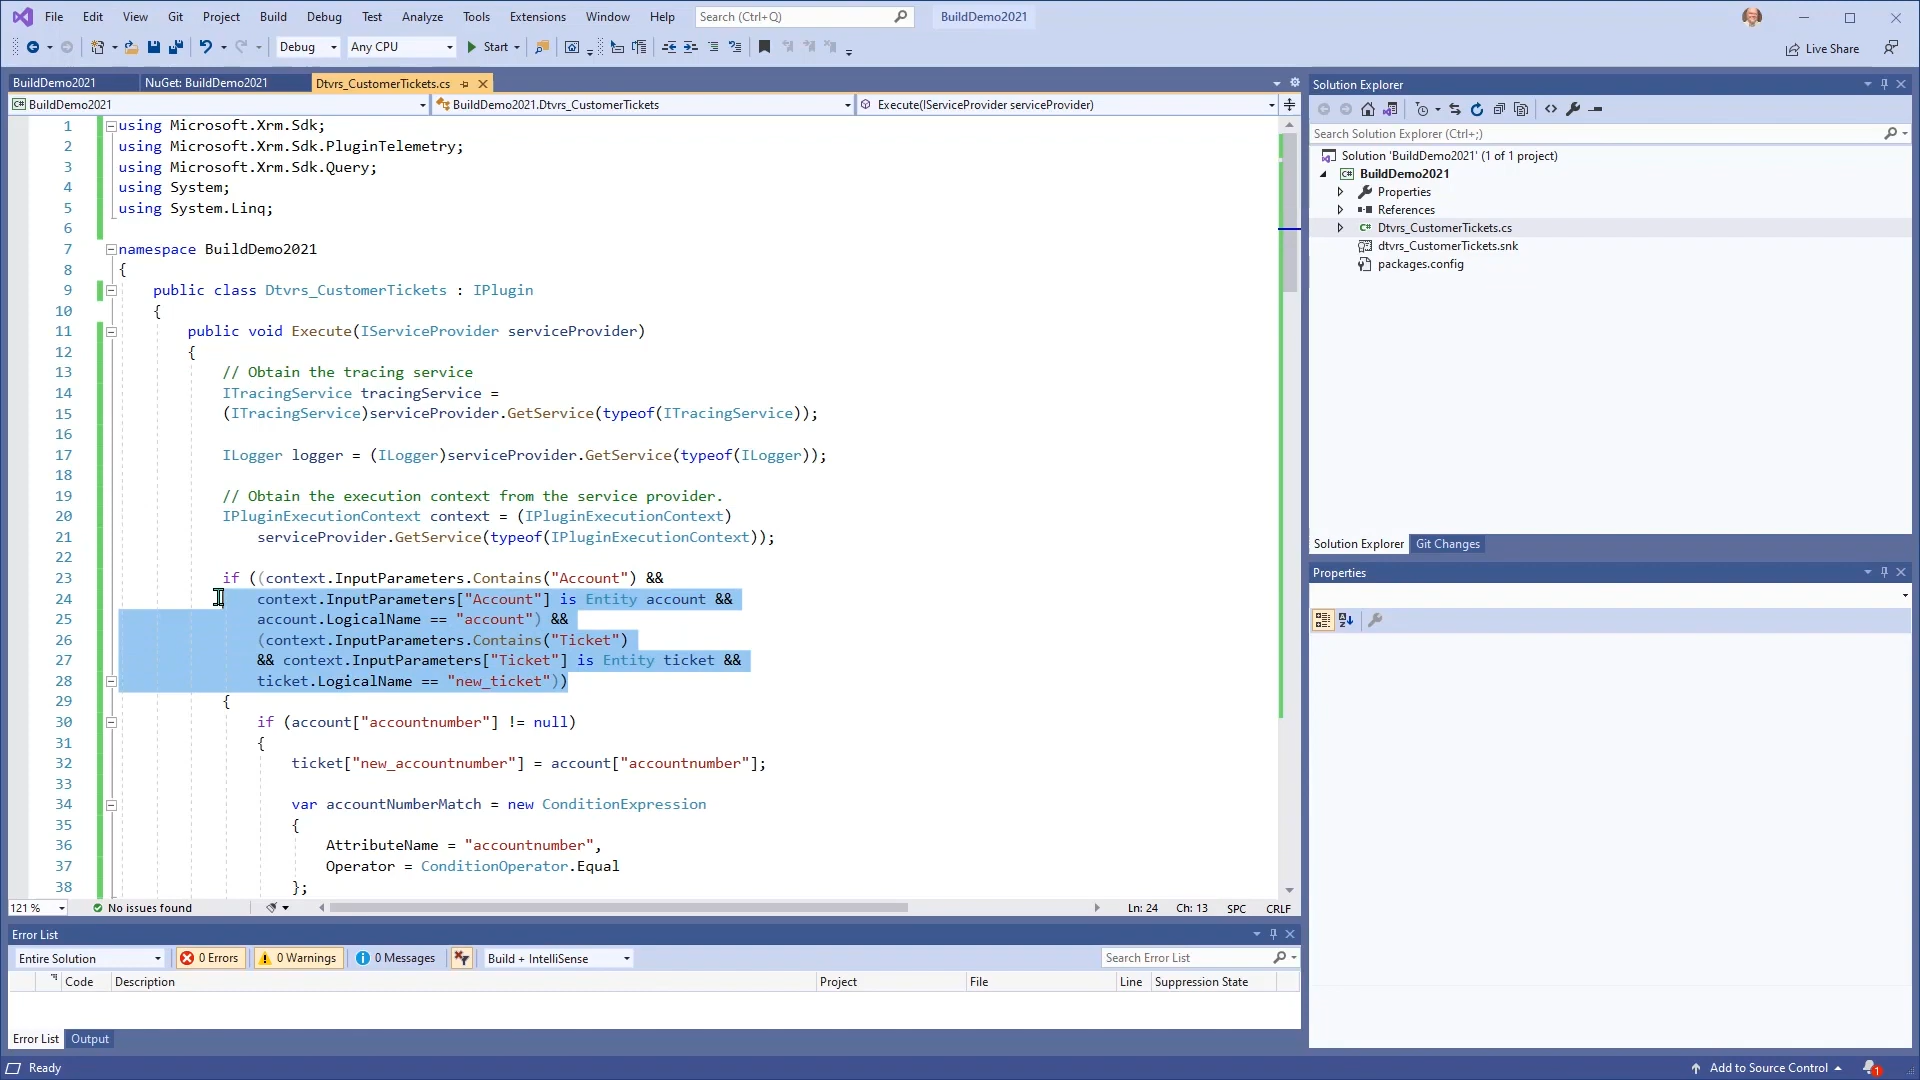 File Edit View Git Project Build Debug Test Analyze Tools Extensions Window Help Search (Ctrl+Q) BuildDemo2021
Debug Any CPU Start Live Share
BuildDemo2021 NuGet: BuildDemo2021 Dtvrs_CustomerTickets.cs
BuildDemo2021 BuildDemo2021.Dtvrs_CustomerTickets Execute(IServiceProvider serviceProvider)
1 using Microsoft.Xrm.Sdk;
2 using Microsoft.Xrm.Sdk.PluginTelemetry;
3 using Microsoft.Xrm.Sdk.Query;
4 using System;
5 using System.Linq;
6
7 namespace BuildDemo2021
8 {
9 public class Dtvrs_CustomerTickets : IPlugin
10 {
11 public void Execute(IServiceProvider serviceProvider)
12 {
13 // Obtain the tracing service
14 ITracingService tracingService =
15 (ITracingService)serviceProvider.GetService(typeof(ITracingService));
16
17 ILogger logger = (ILogger)serviceProvider.GetService(typeof(ILogger));
18
19 // Obtain the execution context from the service provider.
20 IPluginExecutionContext context = (IPluginExecutionContext)
21 serviceProvider.GetService(typeof(IPluginExecutionContext));
22
23 if ((context.InputParameters.Contains("Account") &&
24 context.InputParameters["Account"] is Entity account &&
25 account.LogicalName == "account") &&
26 (context.InputParameters.Contains("Ticket")
27 && context.InputParameters["Ticket"] is Entity ticket &&
28 ticket.LogicalName == "new_ticket"))
29 {
30 if (account["accountnumber"] != null)
31 {
32 ticket["new_accountnumber"] = account["accountnumber"];
33
34 var accountNumberMatch = new ConditionExpression
35 {
36 AttributeName = "accountnumber",
37 Operator = ConditionOperator.Equal
38 };
121 % No issues found Ln: 24 Ch: 13 SPC CRLF
Error List
Entire Solution 0 Errors 0 Warnings 0 Messages Build + IntelliSense Search Error List
Code Description Project File Line Suppression State
Error List Output
Ready Add to Source Control 1
Solution Explorer
Search Solution Explorer (Ctrl+;)
Solution 'BuildDemo2021' (1 of 1 project)
BuildDemo2021
Properties
References
Dtvrs_CustomerTickets.cs
dtvrs_CustomerTickets.snk
packages.config
Solution Explorer Git Changes
Properties